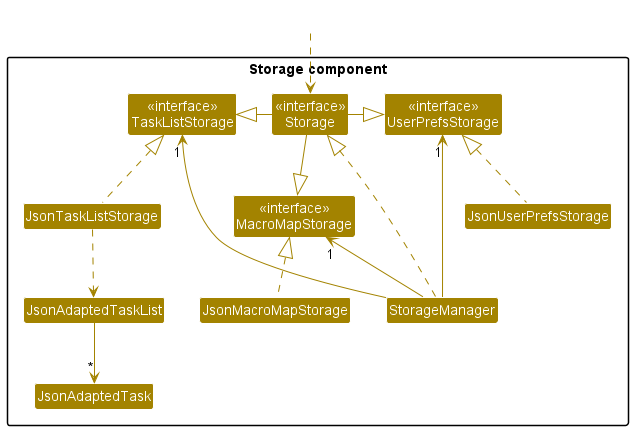 Storage component
«interface»
TaskListStorage
«interface»
Storage
«interface»
UserPrefsStorage
1
1
«interface»
MacroMapStorage
JsonTaskListStorage
JsonUserPrefsStorage
1
JsonAdaptedTaskList
JsonMacroMapStorage
StorageManager
*
JsonAdaptedTask